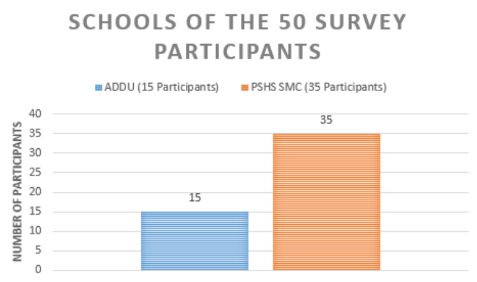 SCHOOLS OF THE 50 SURVEY
PARTICIPANTS
ADDU (15 Participants) PSHS SMC (35 Participants)
NUMBER OF PARTICIPANTS
40
35
30
25
20
15
10
5
0
15
35